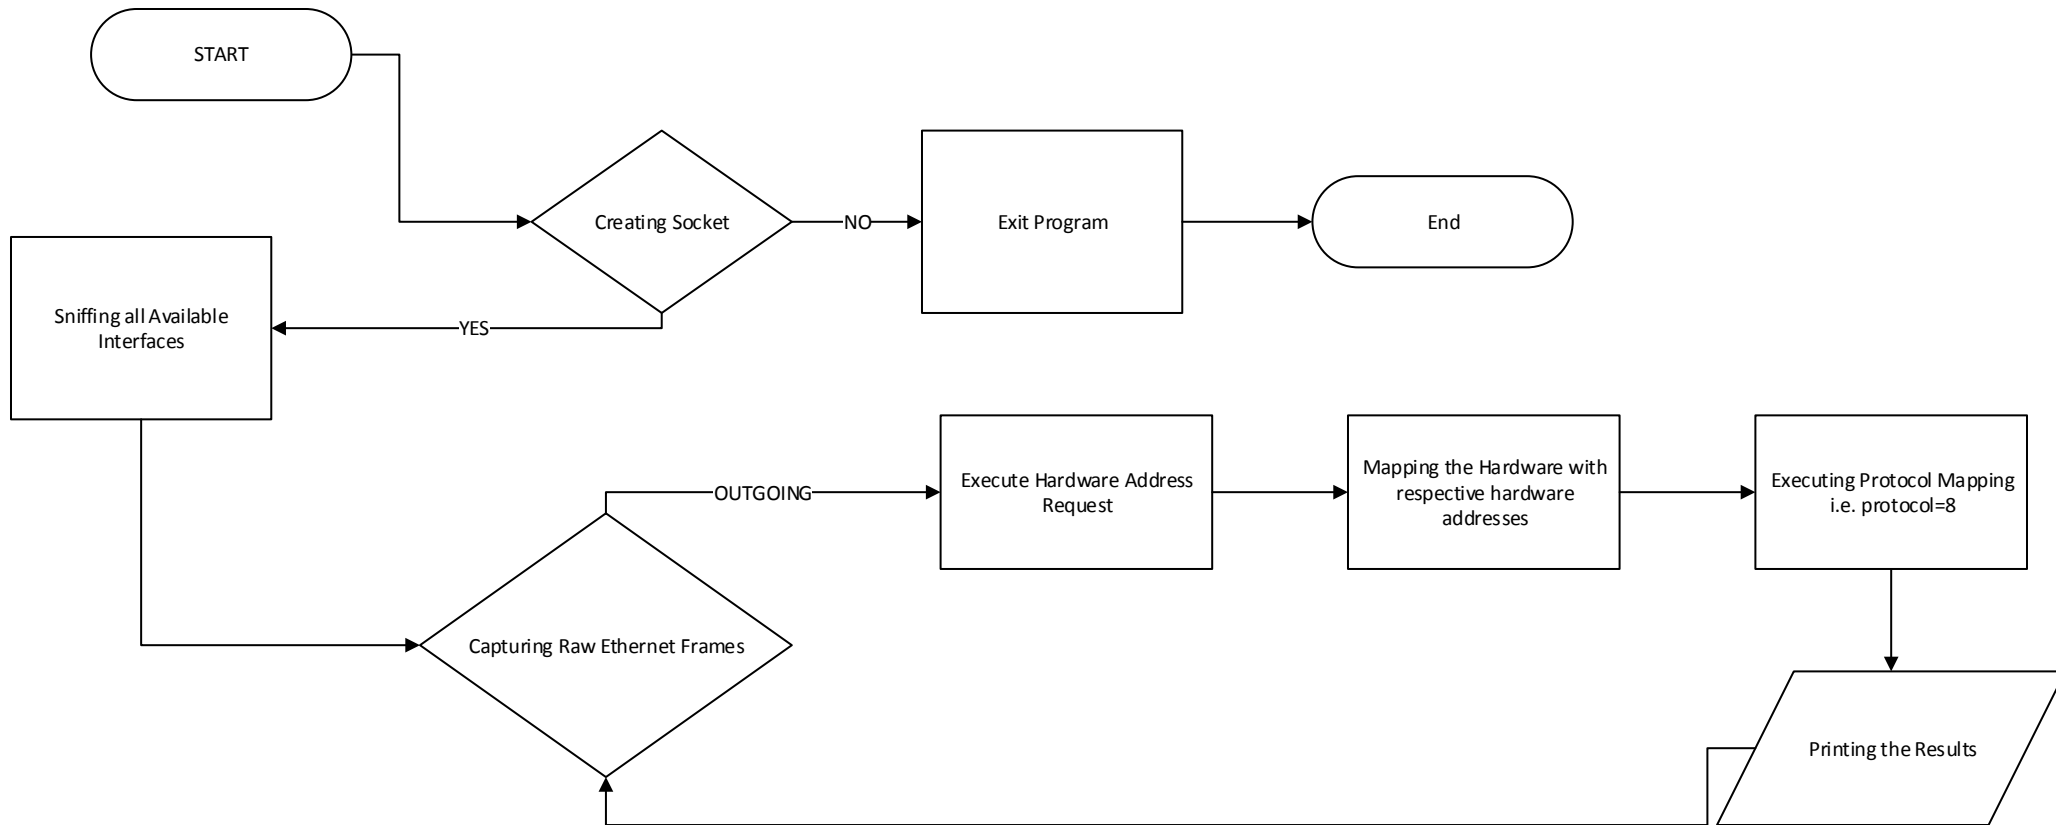 START
Creating Socket
NO
Exit Program
End
YES
Sniffing all Available
Interfaces
OUTGOING
Execute Hardware Address
Request
Mapping the Hardware with
respective hardware
addresses
Executing Protocol Mapping
i.e. protocol=8
Capturing Raw Ethernet Frames
Printing the Results